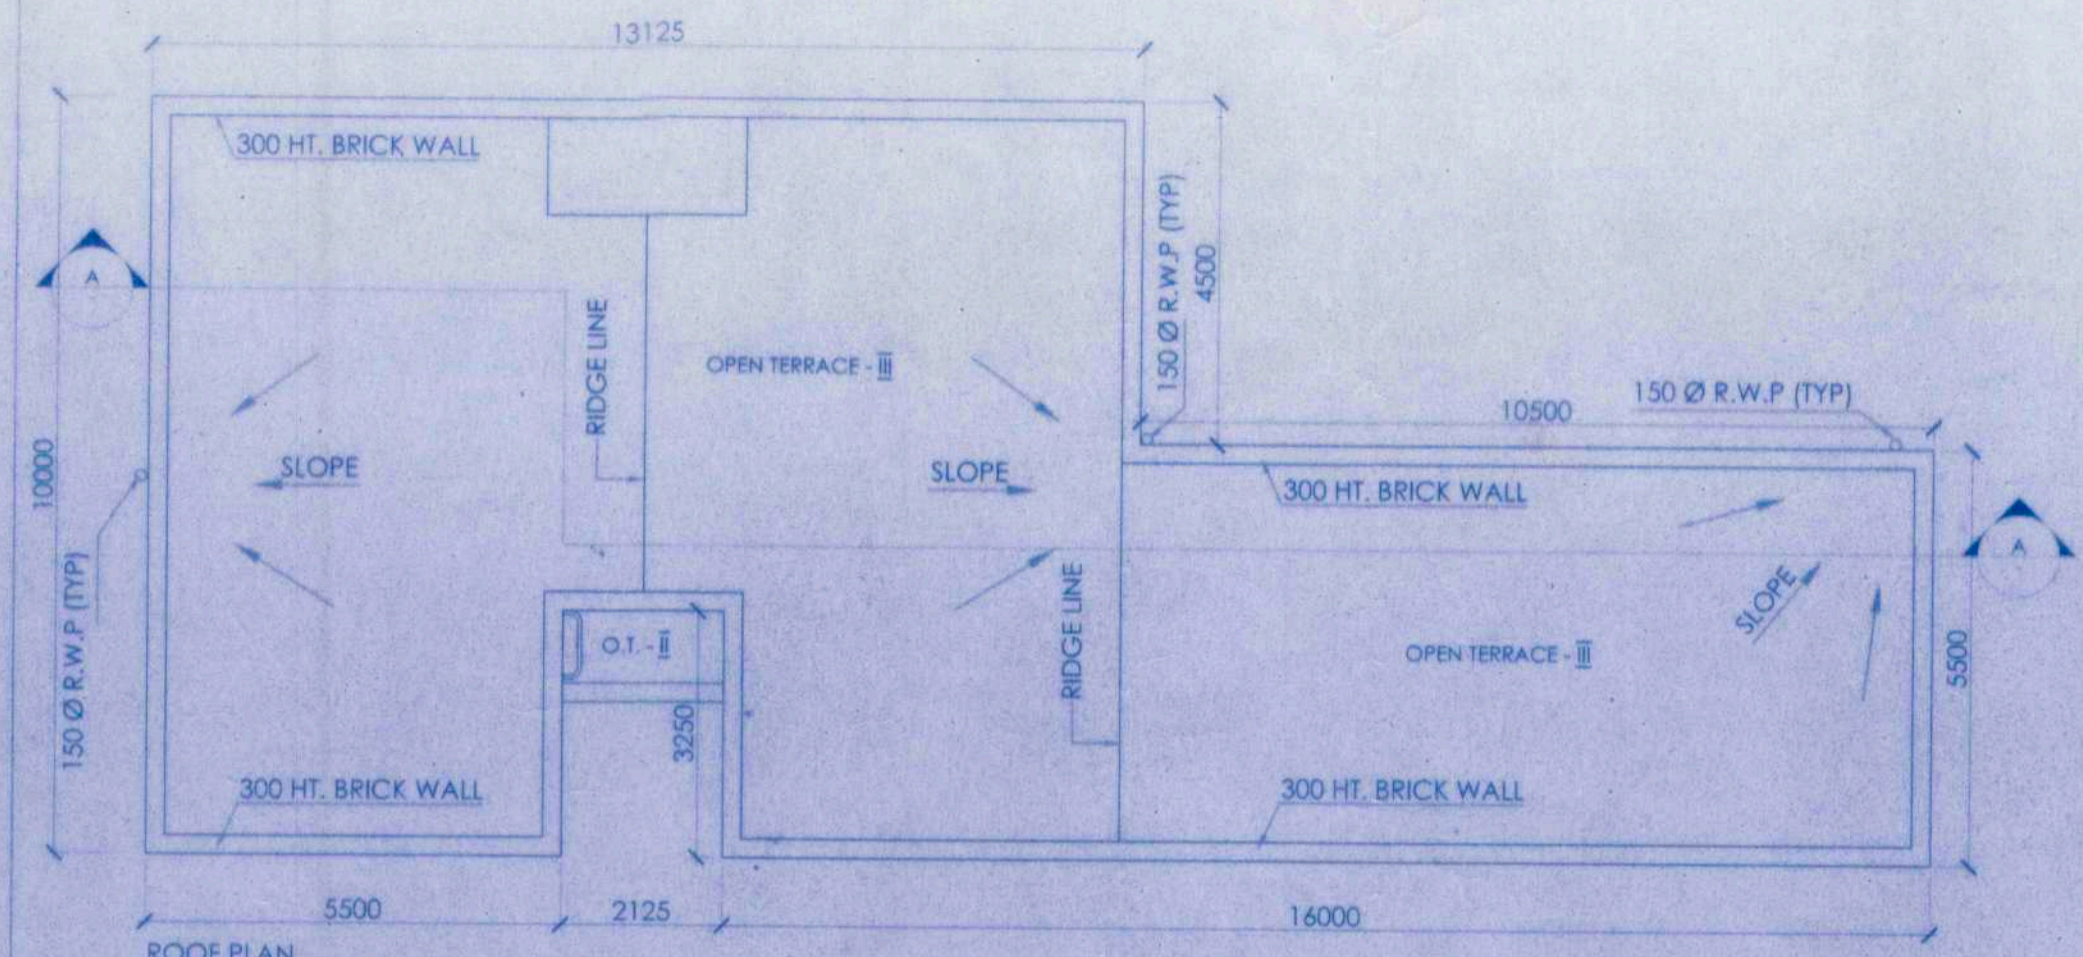 13125
300 HT. BRICK WALL
150 Ø R.W.P (TYP)
4500
A
RIDGE LINE
OPEN TERRACE - III
10500
150 Ø R.W.P (TYP)
10000
SLOPE
SLOPE
300 HT. BRICK WALL
A
150 Ø R.W.P (TYP)
RIDGE LINE
SLOPE
O.T. - III
OPEN TERRACE - III
5500
3250
300 HT. BRICK WALL
300 HT. BRICK WALL
5500
2125
16000
ROOF PLAN